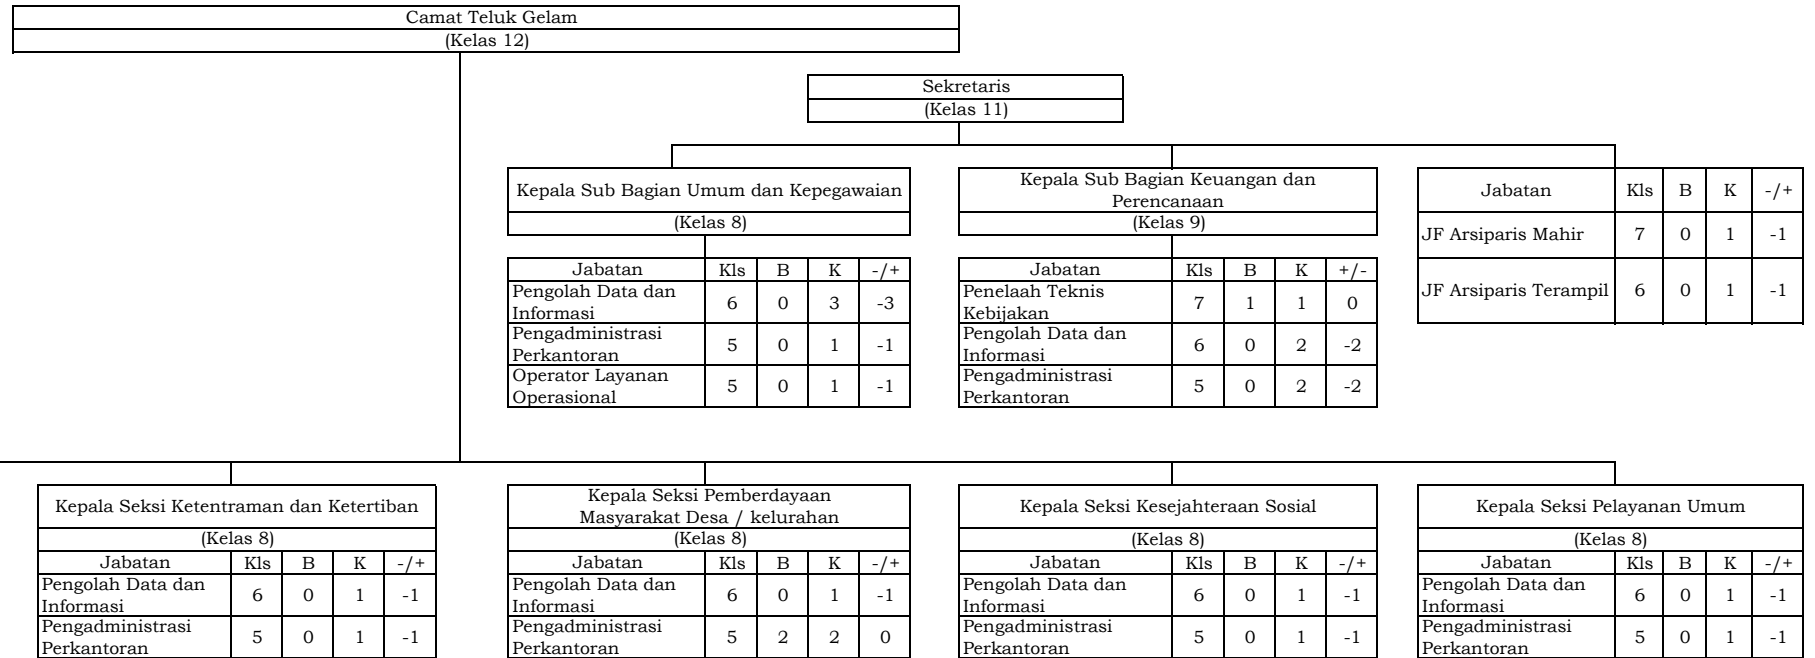 Camat Teluk Gelam
(Kelas 12)
Sekretaris
(Kelas 11)
Kepala Sub Bagian Umum dan Kepegawaian
(Kelas 8)
Jabatan Kls B K -/+
Pengolah Data dan
Informasi 6 0 3 -3
Pengadministrasi
Perkantoran 5 0 1 -1
Operator Layanan
Operasional 5 0 1 -1
Kepala Sub Bagian Keuangan dan
Perencanaan
(Kelas 9)
Jabatan Kls B K +/-
Penelaah Teknis
Kebijakan 7 1 1 0
Pengolah Data dan
Informasi 6 0 2 -2
Pengadministrasi
Perkantoran 5 0 2 -2
Jabatan Kls B K -/+
JF Arsiparis Mahir 7 0 1 -1
JF Arsiparis Terampil 6 0 1 -1
Kepala Seksi Ketentraman dan Ketertiban
(Kelas 8)
Jabatan Kls B K -/+
Pengolah Data dan
Informasi 6 0 1 -1
Pengadministrasi
Perkantoran 5 0 1 -1
Kepala Seksi Pemberdayaan
Masyarakat Desa / kelurahan
(Kelas 8)
Jabatan Kls B K -/+
Pengolah Data dan
Informasi 6 0 1 -1
Pengadministrasi
Perkantoran 5 2 2 0
Kepala Seksi Kesejahteraan Sosial
(Kelas 8)
Jabatan Kls B K -/+
Pengolah Data dan
Informasi 6 0 1 -1
Pengadministrasi
Perkantoran 5 0 1 -1
Kepala Seksi Pelayanan Umum
(Kelas 8)
Jabatan Kls B K -/+
Pengolah Data dan
Informasi 6 0 1 -1
Pengadministrasi
Perkantoran 5 0 1 -1